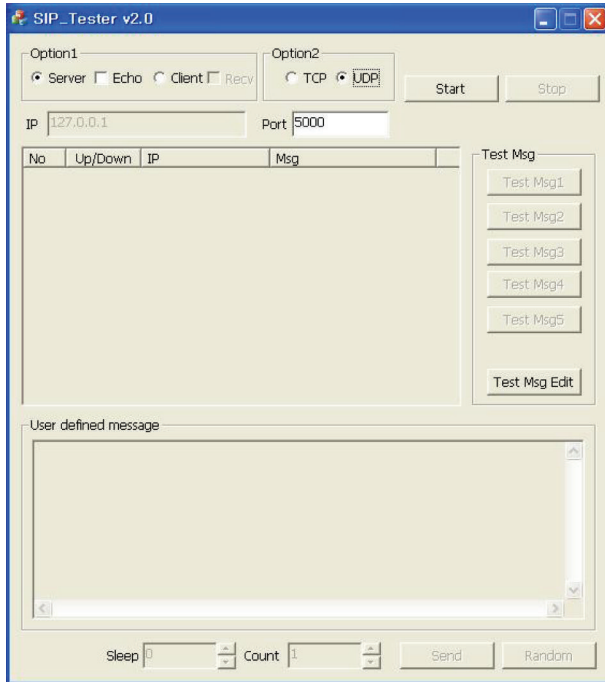 SIP_Tester v2.0
Option1
Server Echo Client Recv
Option2
TCP UDP
Start
Stop
IP 127.0.0.1
Port 5000
No Up/Down IP Msg
Test Msg
Test Msg1
Test Msg2
Test Msg3
Test Msg4
Test Msg5
Test Msg Edit
User defined message
Sleep 0
Count 1
Send
Random